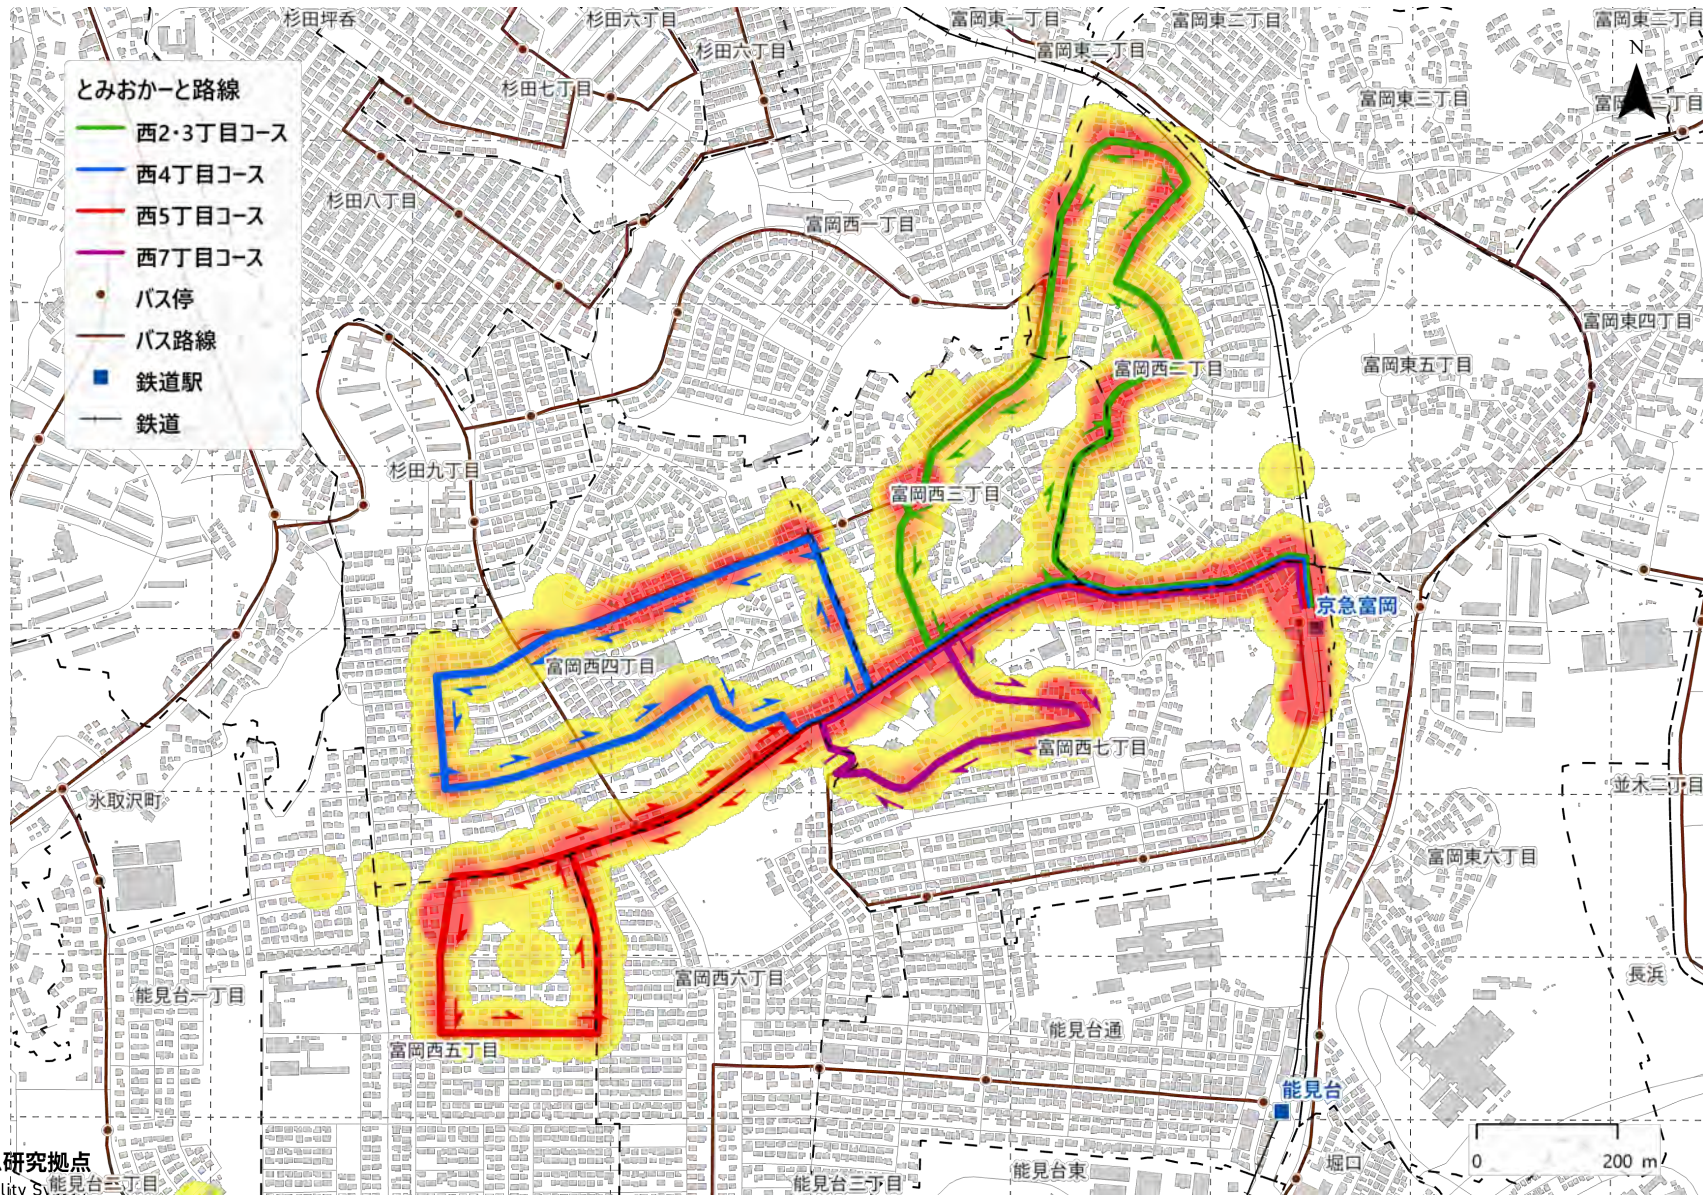 杉田坪呑
杉田六丁目
富岡東一丁目
富岡東二丁目
富岡東二丁目
杉田六丁目
富岡東二丁目
N
とみおかーと路線
西2・3丁目コース
西4丁目コース
西5丁目コース
西7丁目コース
バス停
バス路線
鉄道駅
鉄道
杉田七丁目
富岡東三丁目
杉田八丁目
富岡西一丁目
富岡東四丁目
富岡西二丁目
富岡東五丁目
杉田九丁目
富岡西三丁目
京急富岡
富岡西四丁目
富岡西七丁目
並木二丁目
氷取沢町
富岡東六丁目
富岡西六丁目
長浜
能見台一丁目
能見台通
富岡西五丁目
能見台
研究拠点
能見台二丁目
能見台三丁目
能見台東
堀口
0 200 m